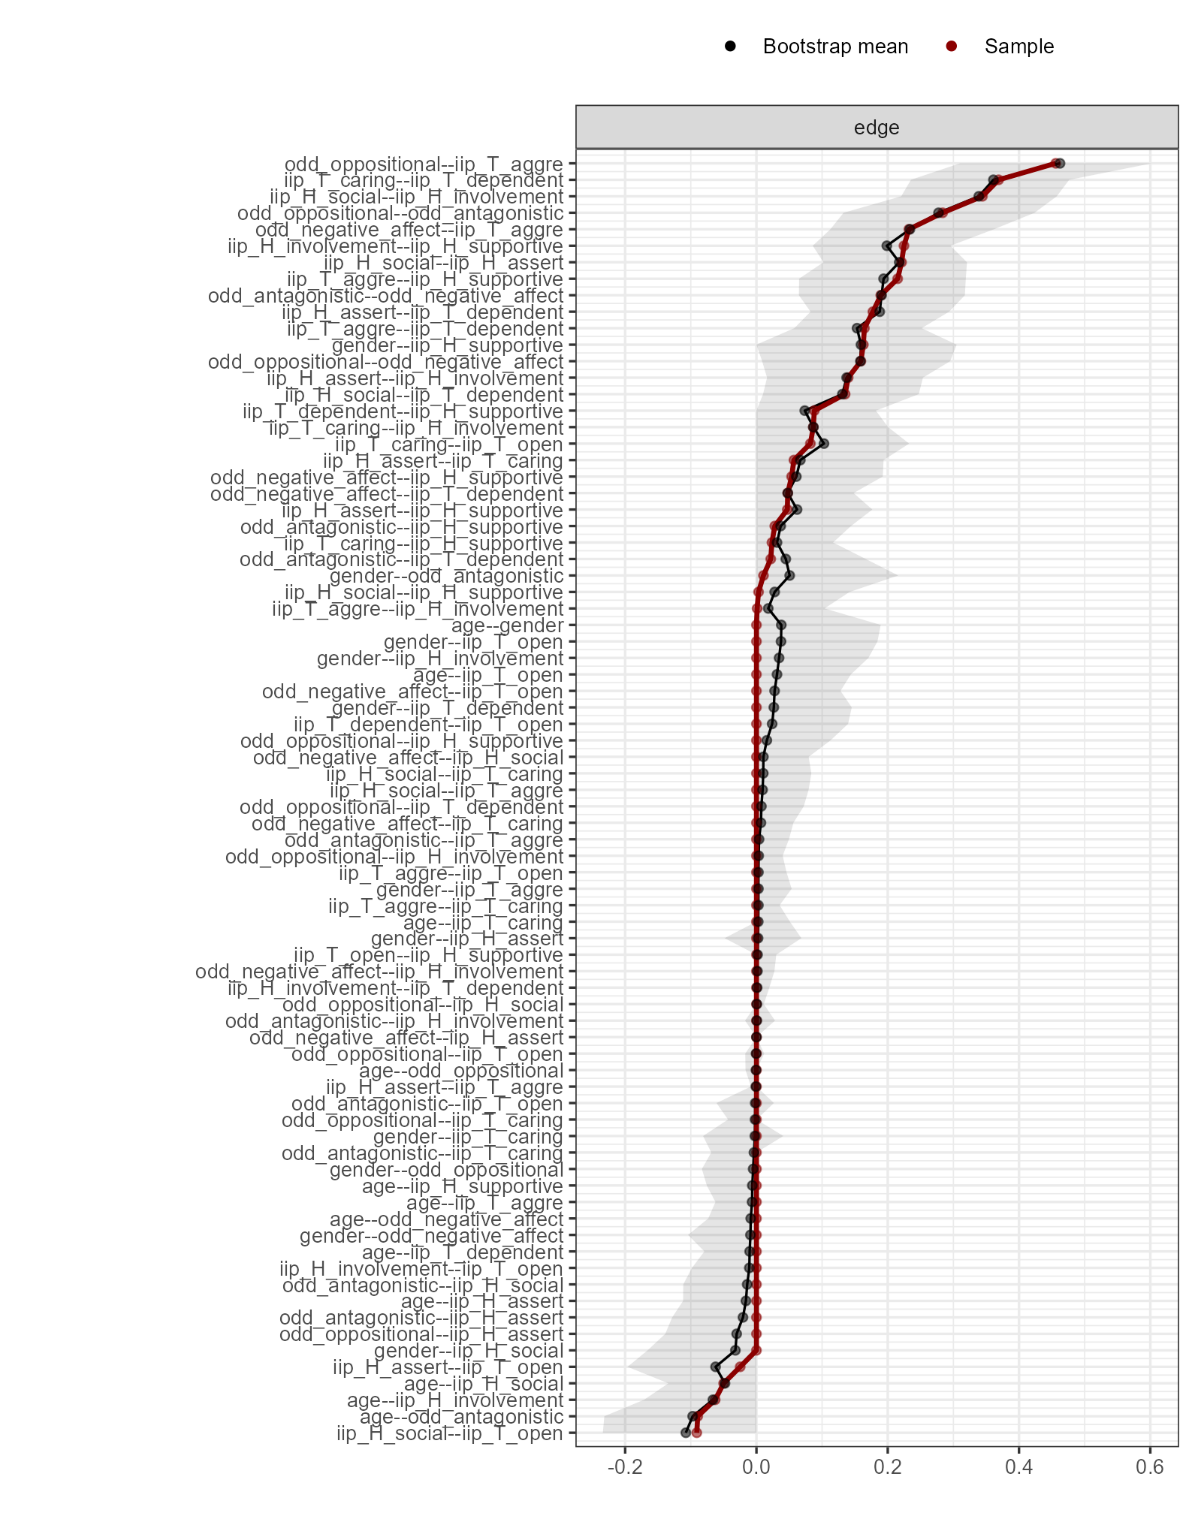 Bootstrap mean Sample
edge
odd_oppositional--iip_T_aggre
iip_T_caring--iip_T_dependent
iip_H_social--iip_H_involvement
odd_oppositional--odd_antagonistic
odd_negative_affect--iip_T_aggre
iip_H_involvement--iip_H_supportive
iip_H_social--iip_H_assert
iip_T_aggre--iip_H_supportive
odd_antagonistic--odd_negative_affect
iip_H_assert--iip_T_dependent
iip_T_aggre--iip_T_dependent
gender--iip_H_supportive
odd_oppositional--odd_negative_affect
iip_H_assert--iip_H_involvement
iip_H_social--iip_T_dependent
iip_T_dependent--iip_H_supportive
iip_T_caring--iip_H_involvement
iip_T_caring--iip_T_open
iip_H_assert--iip_T_caring
odd_negative_affect--iip_H_supportive
odd_negative_affect--iip_T_dependent
iip_H_assert--iip_H_supportive
odd_antagonistic--iip_H_supportive
iip_T_caring--iip_H_supportive
odd_antagonistic--iip_T_dependent
gender--odd_antagonistic
iip_H_social--iip_H_supportive
iip_T_aggre--iip_H_involvement
age--gender
gender--iip_T_open
gender--iip_H_involvement
age--iip_T_open
odd_negative_affect--iip_T_open
gender--iip_T_dependent
iip_T_dependent--iip_T_open
odd_oppositional--iip_H_supportive
odd_negative_affect--iip_H_social
iip_H_social--iip_T_caring
iip_H_social--iip_T_aggre
odd_oppositional--iip_T_dependent
odd_negative_affect--iip_T_caring
odd_antagonistic--iip_T_aggre
odd_oppositional--iip_H_involvement
iip_T_aggre--iip_T_open
gender--iip_T_aggre
iip_T_aggre--iip_T_caring
age--iip_T_caring
gender--iip_H_assert
iip_T_open--iip_H_supportive
odd_negative_affect--iip_H_involvement
iip_H_involvement--iip_T_dependent
odd_oppositional--iip_H_social
odd_antagonistic--iip_H_involvement
odd_negative_affect--iip_H_assert
odd_oppositional--iip_T_open
age--odd_oppositional
iip_H_assert--iip_T_aggre
odd_antagonistic--iip_T_open
odd_oppositional--iip_T_caring
gender--iip_T_caring
odd_antagonistic--iip_T_caring
gender--odd_oppositional
age--iip_H_supportive
age--iip_T_aggre
age--odd_negative_affect
gender--odd_negative_affect
age--iip_T_dependent
iip_H_involvement--iip_T_open
odd_antagonistic--iip_H_social
age--iip_H_assert
odd_antagonistic--iip_H_assert
odd_oppositional--iip_H_assert
gender--iip_H_social
iip_H_assert--iip_T_open
age--iip_H_social
age--iip_H_involvement
age--odd_antagonistic
iip_H_social--iip_T_open
-0.2 0.0 0.2 0.4 0.6